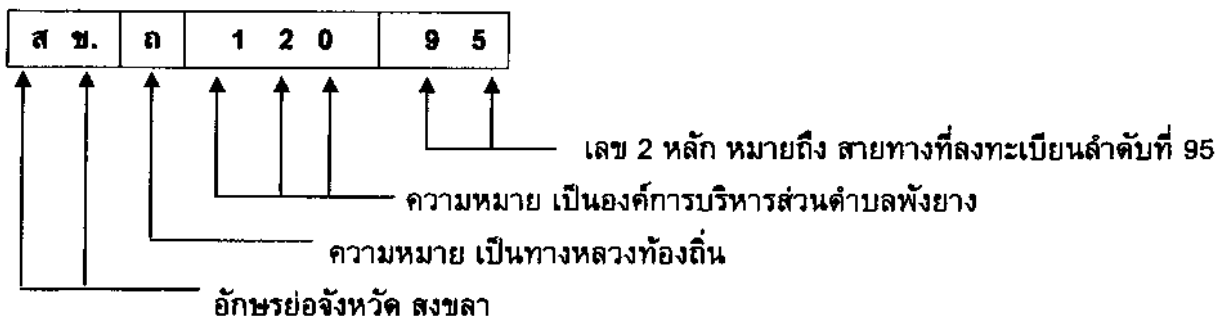 ส ข. ถ 1 2 0 9 5
เลข 2 หลัก หมายถึง สายทางที่ลงทะเบียนลำดับที่ 95
ความหมาย เป็นองค์การบริหารส่วนตำบลพังยาง
ความหมาย เป็นทางหลวงท้องถิ่น
อักษรย่อจังหวัด สงขลา